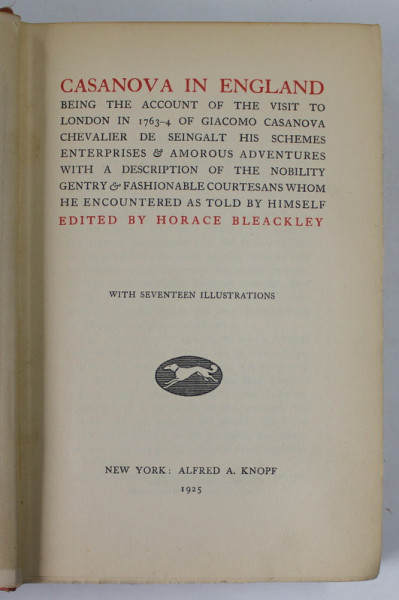 CASANOVA IN ENGLAND
BEING THE ACCOUNT OF THE VISIT TO
LONDON IN 1763-4 OF GIACOMO CASANOVA
CHEVALIER DE SEINGALT HIS SCHEMES
ENTERPRISES & AMOROUS ADVENTURES
WITH A DESCRIPTION OF THE NOBILITY
GENTRY & FASHIONABLE COURTESANS WHOM
HE ENCOUNTERED AS TOLD BY HIMSELF
EDITED BY HORACE BLEACKLEY
WITH SEVENTEEN ILLUSTRATIONS
NEW YORK: ALFRED A. KNOPF
1925